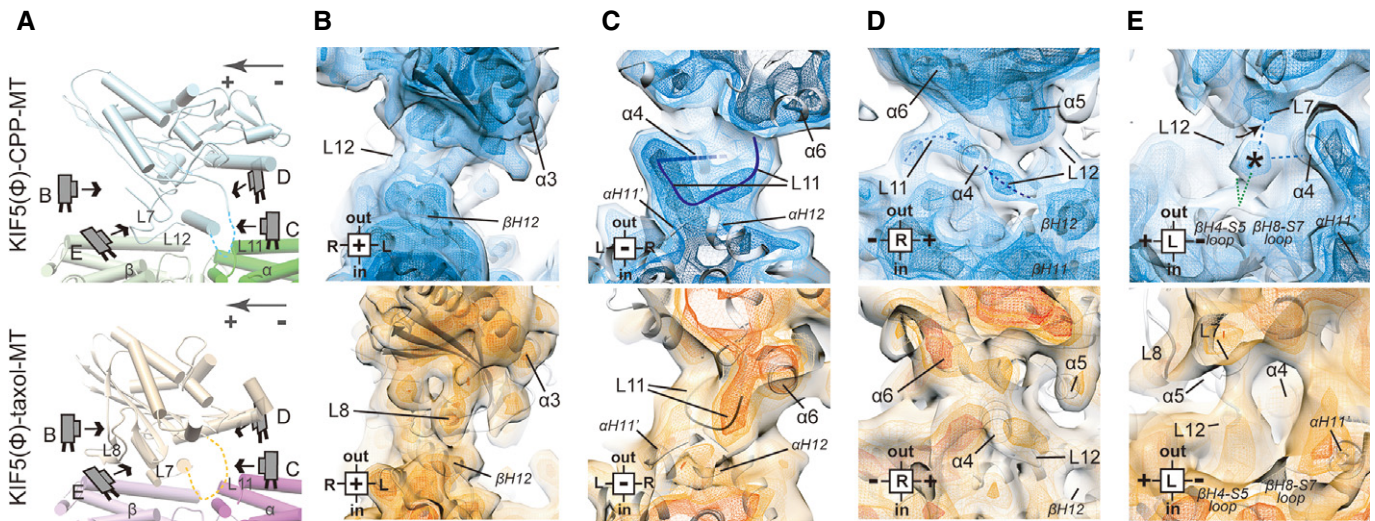 A
B
C
D
E
KIF5(Φ)-CPP-MT
+
-
B
D
L7
C
E
L12
L11
β
α
α3
L12
βH12
out
R
+
L
in
α4
α6
L11
αH11'
αH12
out
L
-
R
in
α6
α5
L11
α4
L12
βH12
out
-
R
+
in
βH11
L7
L12
*
α4
βH4-S5
loop
βH8-S7
loop
αH11'
out
+
L
-
in
KIF5(Φ)-taxol-MT
+
-
B
D
L8
L7
C
E
L11
β
α
α3
L8
βH12
out
R
+
L
in
L11
α6
αH11'
αH12
out
L
-
R
in
α5
α6
α4
L12
βH12
out
-
R
+
in
L7
L8
α4
α5
L12
αH11'
out
+
L
-
in
βH4-S5
loop
βH8-S7
loop